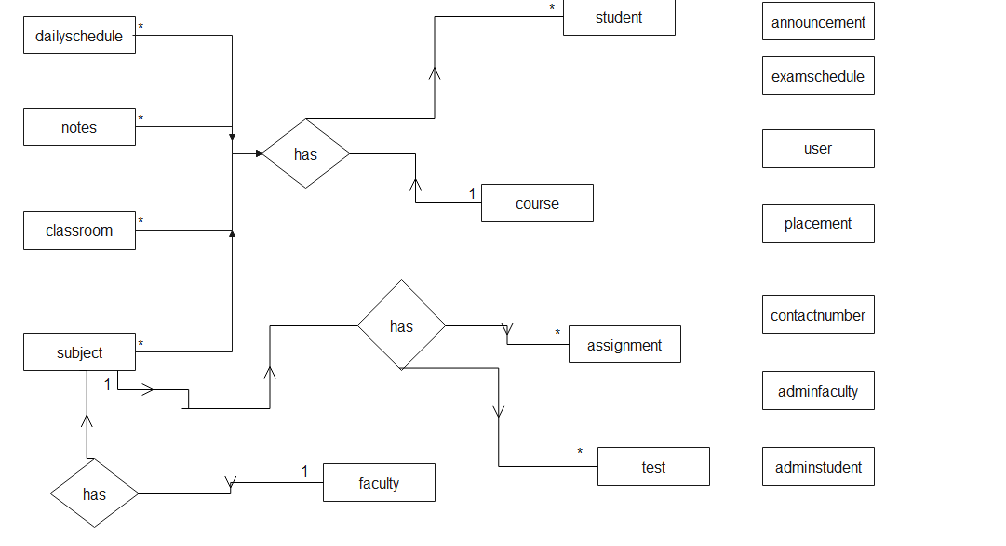 *
student
announcement
*
dailyschedule
examschedule
*
notes
user
has
1
course
*
classroom
placement
contactnumber
has
*
assignment
*
subject
1
adminfaculty
*
test
adminstudent
1
faculty
has